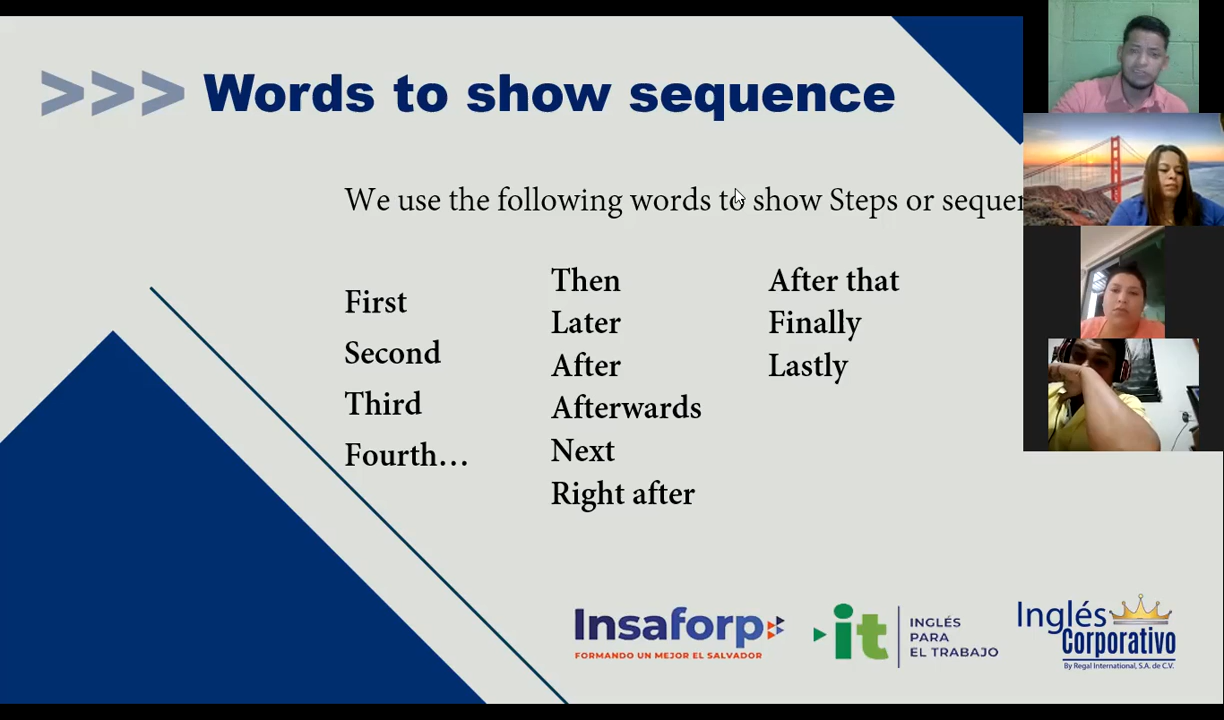 >>> Words to show sequence
We use the following words to show Steps or
First
Second
Third
Fourth...
Then
Later
After
Afterwards
Next
Right after
After that
Finally
Lastly
Insaforp
FORMANDO UN MEJOR EL SALVADOR
it
INGLÉS
PARA
EL TRABAJO
Inglés
Corporativo
By Regal International, S.A. de C.V.